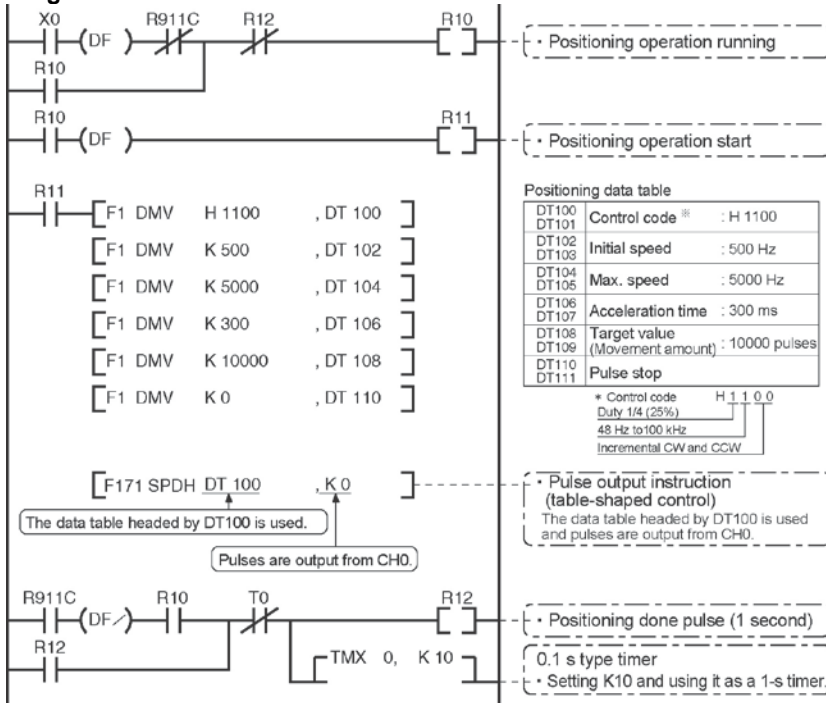 X0 R911C R12 R10
(DF )
· Positioning operation running
R10
R10 R11
(DF )
· Positioning operation start
R11
F1 DMV H 1100 , DT 100
F1 DMV K 500 , DT 102
F1 DMV K 5000 , DT 104
F1 DMV K 300 , DT 106
F1 DMV K 10000 , DT 108
F1 DMV K 0 , DT 110
Positioning data table
DT100
DT101 Control code ※ : H 1100
DT102
DT103 Initial speed : 500 Hz
DT104
DT105 Max. speed : 5000 Hz
DT106
DT107 Acceleration time : 300 ms
DT108
DT109 Target value
(Movement amount) : 10000 pulses
DT110
DT111 Pulse stop
* Control code H 1 1 0 0
Duty 1/4 (25%)
48 Hz to100 kHz
Incremental CW and CCW
F171 SPDH DT 100 , K 0
The data table headed by DT100 is used.
Pulses are output from CH0.
· Pulse output instruction
(table-shaped control)
The data table headed by DT100 is used
and pulses are output from CH0.
R911C R10 T0 R12
(DF/)
· Positioning done pulse (1 second)
R12
TMX 0, K 10
0.1 s type timer
· Setting K10 and using it as a 1-s timer.